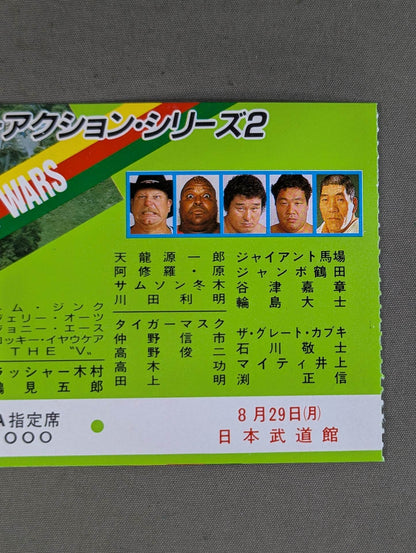 ーアクション・シリーズ2
WARS
天龍源一郎
阿修羅・原
サムソン冬木
川田利明
ジャイアント馬場
ジャンボ鶴田
谷津嘉章
輪島大士
ム・ジンク
ェリー・オーツ
ョニー・エース
ロッキー・イヤウケア
THE "V"
ラッシャー木村
鶴見五郎
タイガーマスク
仲野信市
高野俊二
高木功
田上明
ザ・グレート・カブキ
石川敬士
マイティ井上
渕正信
A指定席
000
8月29日(月)
日本武道館